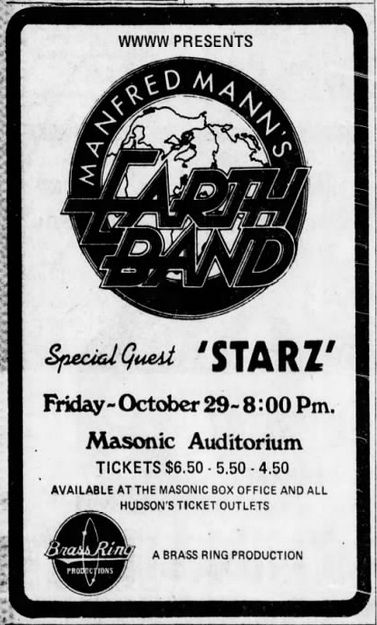 WWWW PRESENTS
MANFRED MANN'S
EARTH
BAND
Special Guest 'STARZ'
Friday~October 29~8:00 Pm.
Masonic Auditorium
TICKETS $6.50 - 5.50 - 4.50
AVAILABLE AT THE MASONIC BOX OFFICE AND ALL
HUDSON'S TICKET OUTLETS
Brass Ring
PRODUCTIONS
A BRASS RING PRODUCTION